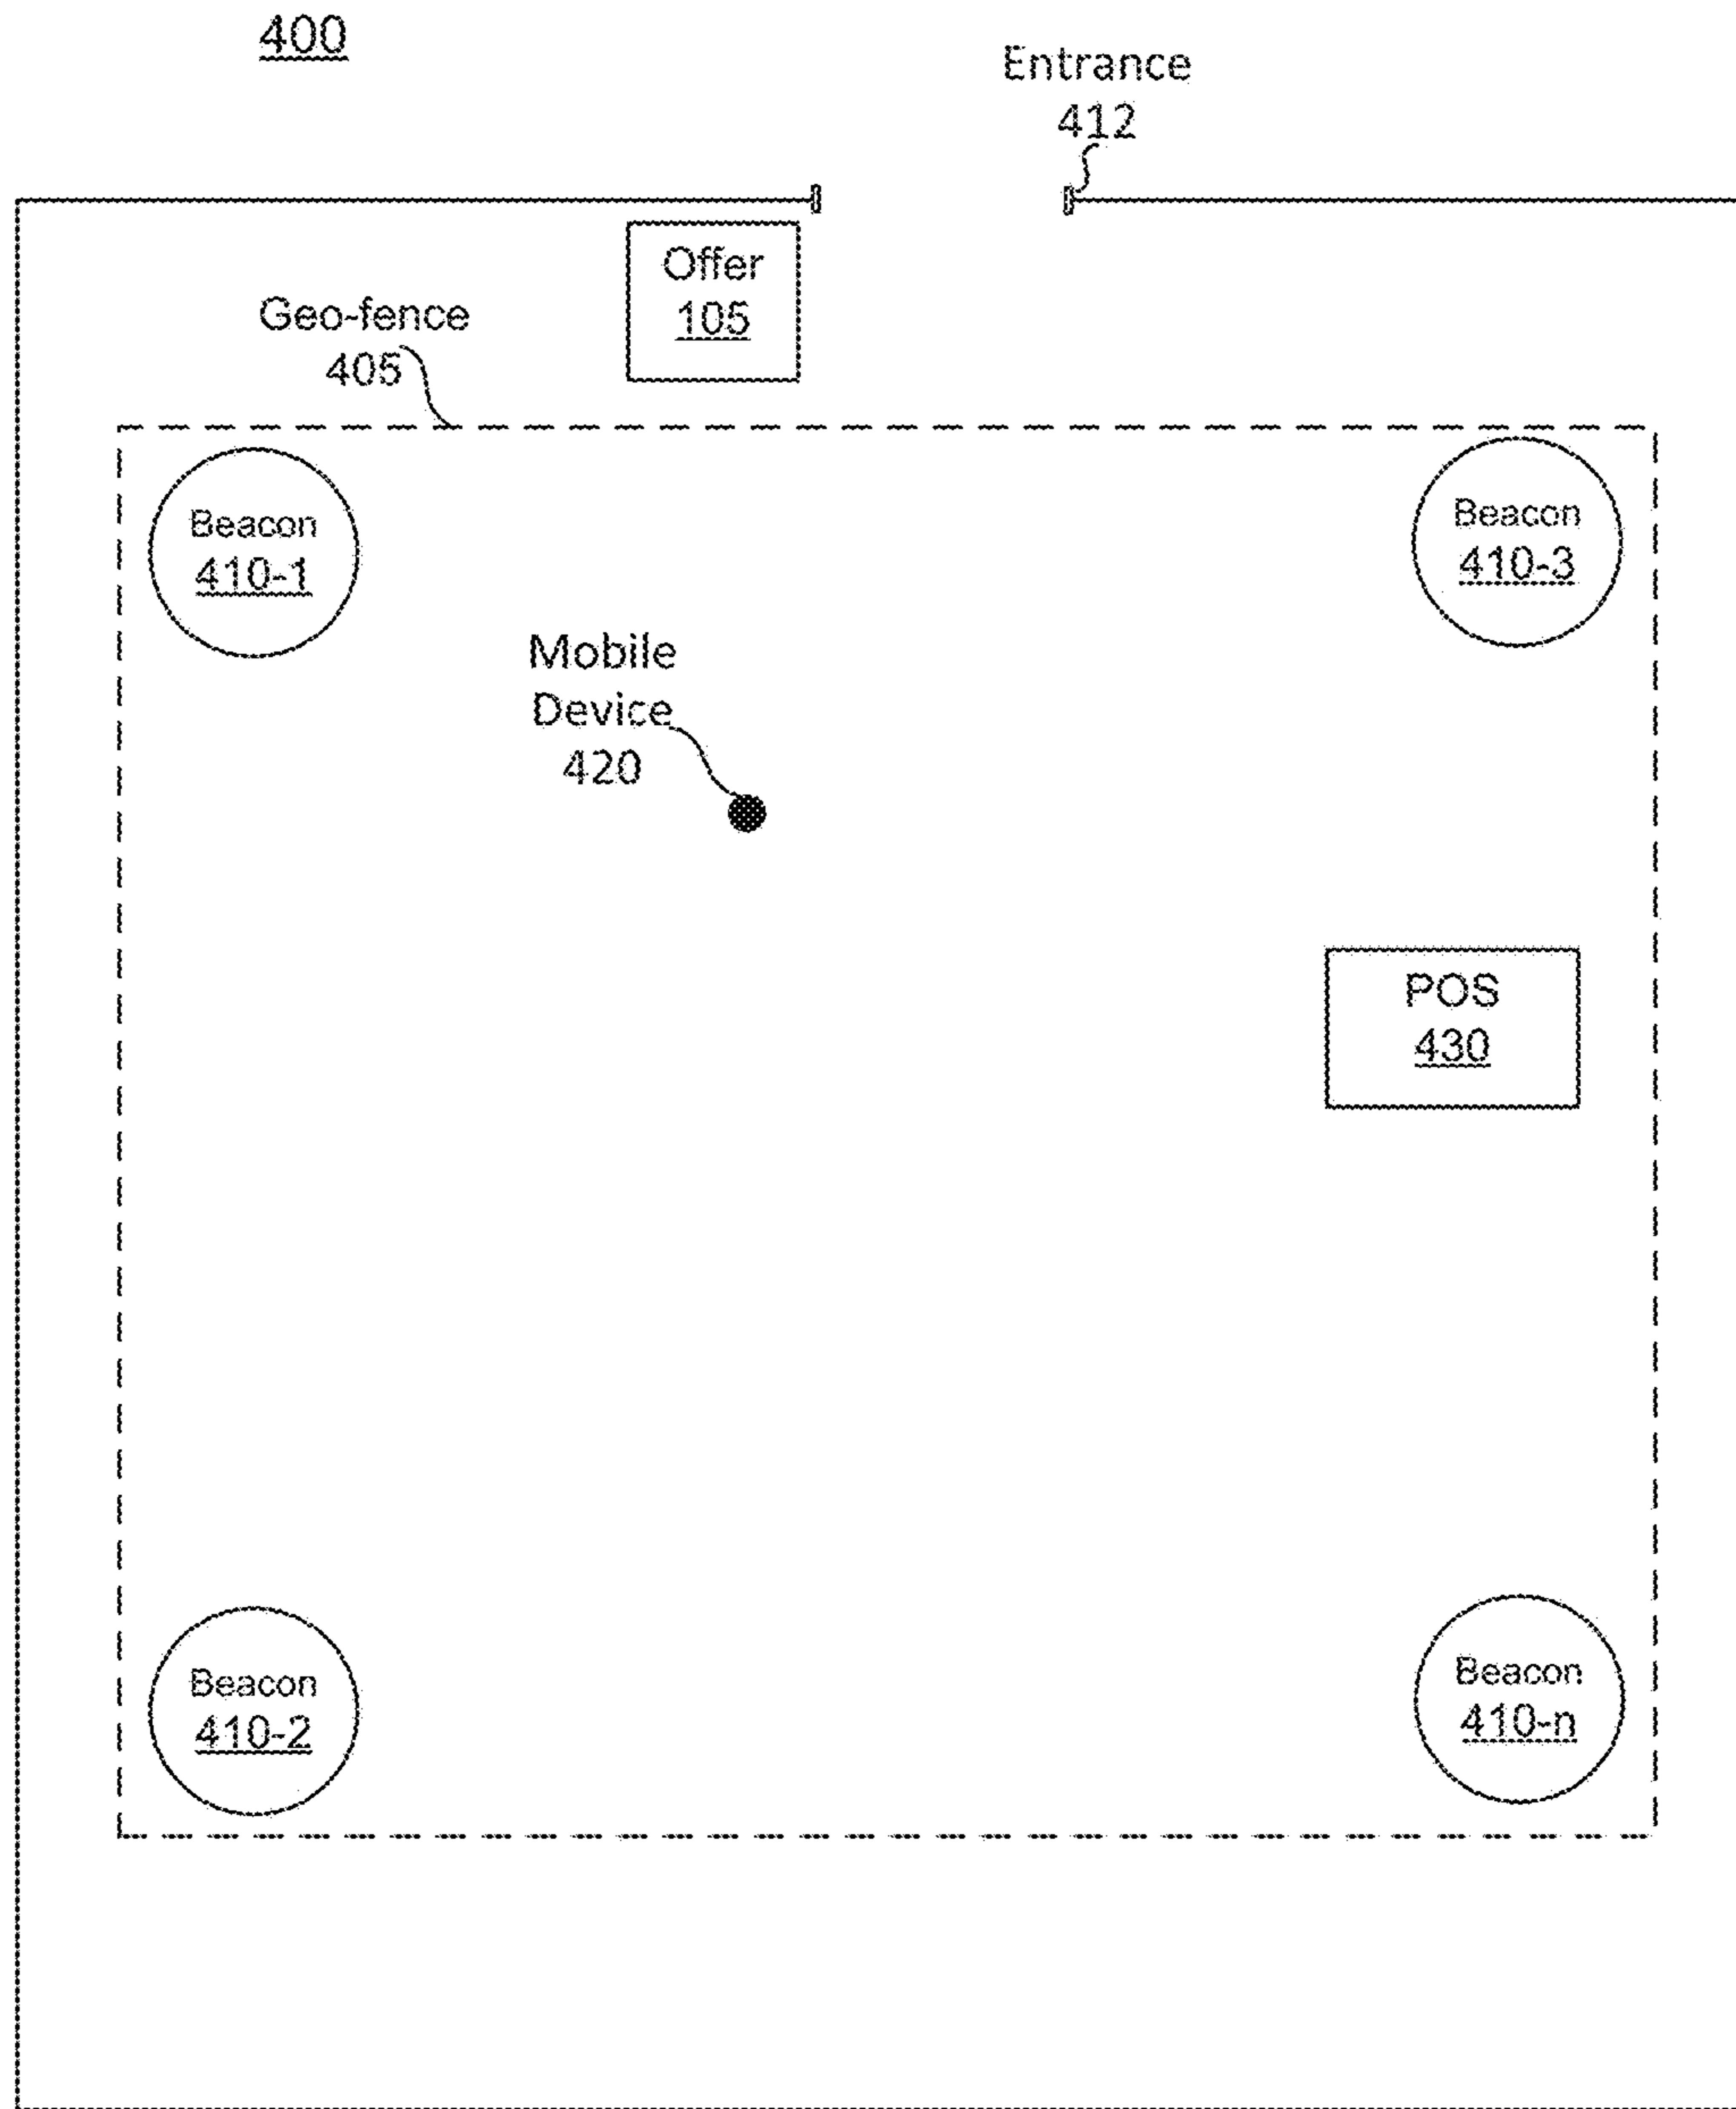 400
Entrance
412
Offer
105
Geo-fence
405
Beacon
410-1
Beacon
410-3
Mobile
Device
420
POS
430
Beacon
410-2
Beacon
410-n